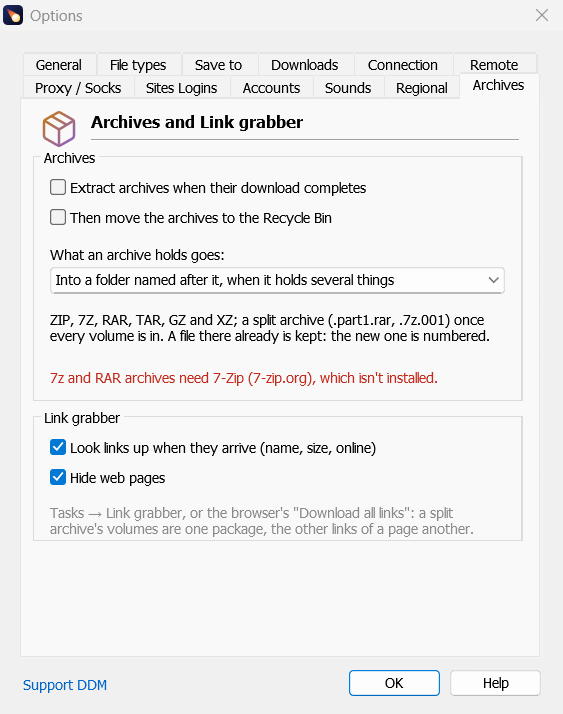 Options
General
File types
Save to
Downloads
Connection
Remote
Proxy / Socks
Sites Logins
Accounts
Sounds
Regional
Archives
Archives and Link grabber
Archives
Extract archives when their download completes
Then move the archives to the Recycle Bin
What an archive holds goes:
Into a folder named after it, when it holds several things
ZIP, 7Z, RAR, TAR, GZ and XZ; a split archive (.part1.rar, .7z.001) once
every volume is in. A file there already is kept: the new one is numbered.
7z and RAR archives need 7-Zip (7-zip.org), which isn't installed.
Link grabber
Look links up when they arrive (name, size, online)
Hide web pages
Tasks → Link grabber, or the browser's "Download all links": a split
archive's volumes are one package, the other links of a page another.
Support DDM
OK
Help